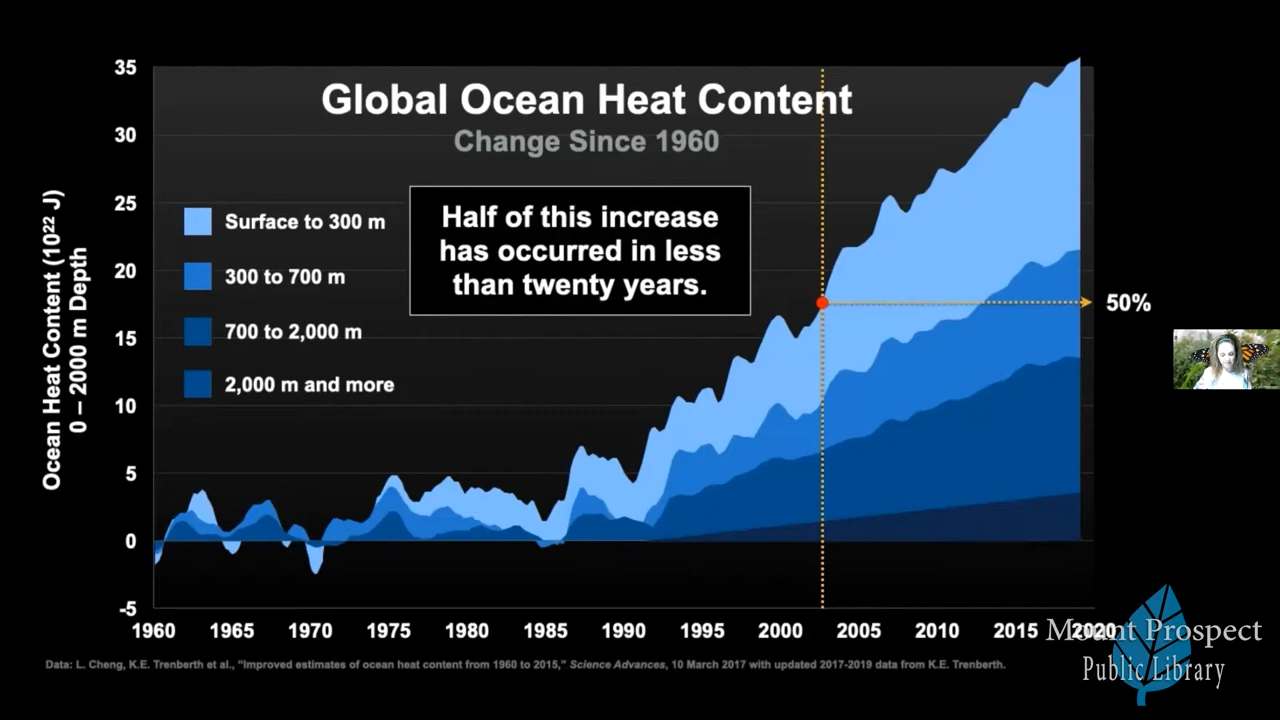 Global Ocean Heat Content
Change Since 1960
Ocean Heat Content (10²² J)
0 – 2000 m Depth
35
30
25
20
15
10
5
0
-5
Surface to 300 m
300 to 700 m
700 to 2,000 m
2,000 m and more
Half of this increase
has occurred in less
than twenty years.
50%
1960 1965 1970 1975 1980 1985 1990 1995 2000 2005 2010 2015 2020
Data: L. Cheng, K.E. Trenberth et al., “Improved estimates of ocean heat content from 1960 to 2015,” Science Advances, 10 March 2017 with updated 2017-2019 data from K.E. Trenberth.
Mount Prospect
Public Library